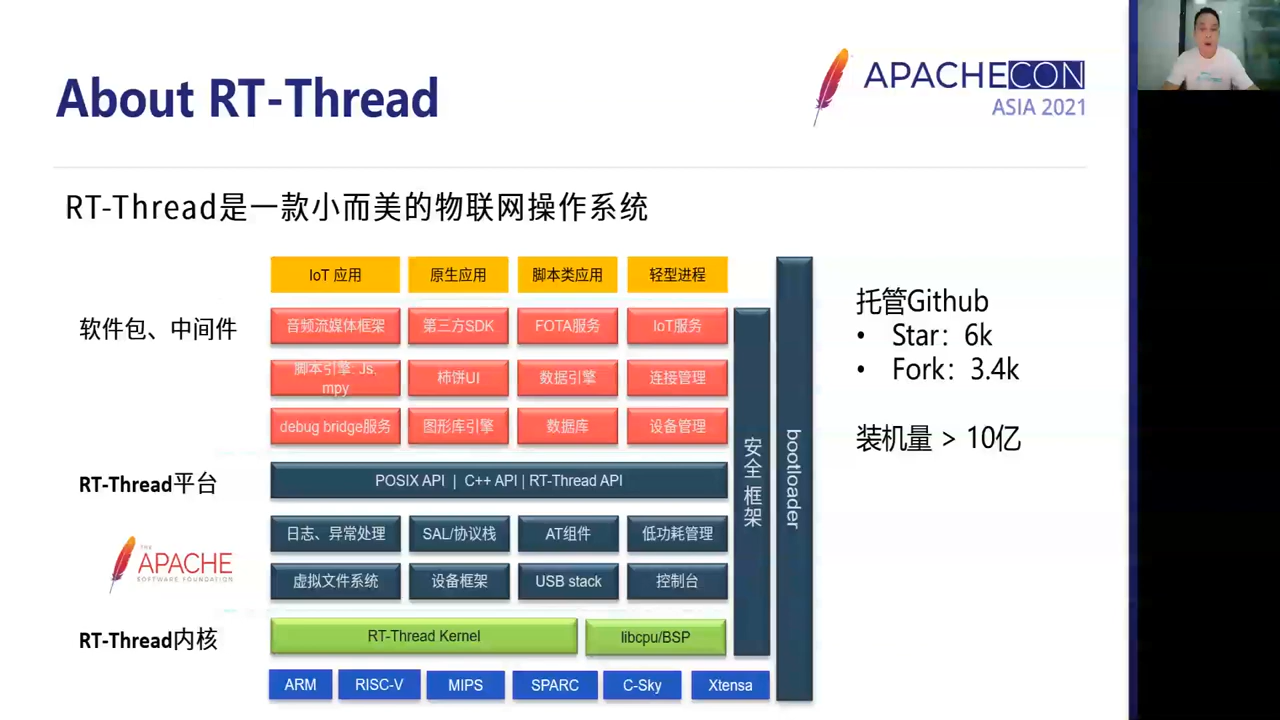 About RT-Thread
APACHECON
ASIA 2021
RT-Thread是一款小而美的物联网操作系统
IoT 应用
原生应用
脚本类应用
轻型进程
软件包、中间件
音频流媒体框架
第三方SDK
FOTA服务
IoT服务
脚本引擎: Js.
mpy
柿饼UI
数据引擎
连接管理
debug bridge服务
图形库引擎
数据库
设备管理
RT-Thread平台
POSIX API | C++ API | RT-Thread API
日志、异常处理
SAL/协议栈
AT组件
低功耗管理
虚拟文件系统
设备框架
USB stack
控制台
THE
APACHE
SOFTWARE FOUNDATION
RT-Thread内核
RT-Thread Kernel
libcpu/BSP
ARM
RISC-V
MIPS
SPARC
C-Sky
Xtensa
安全 框架
bootloader
托管Github
• Star：6k
• Fork：3.4k
装机量 > 10亿